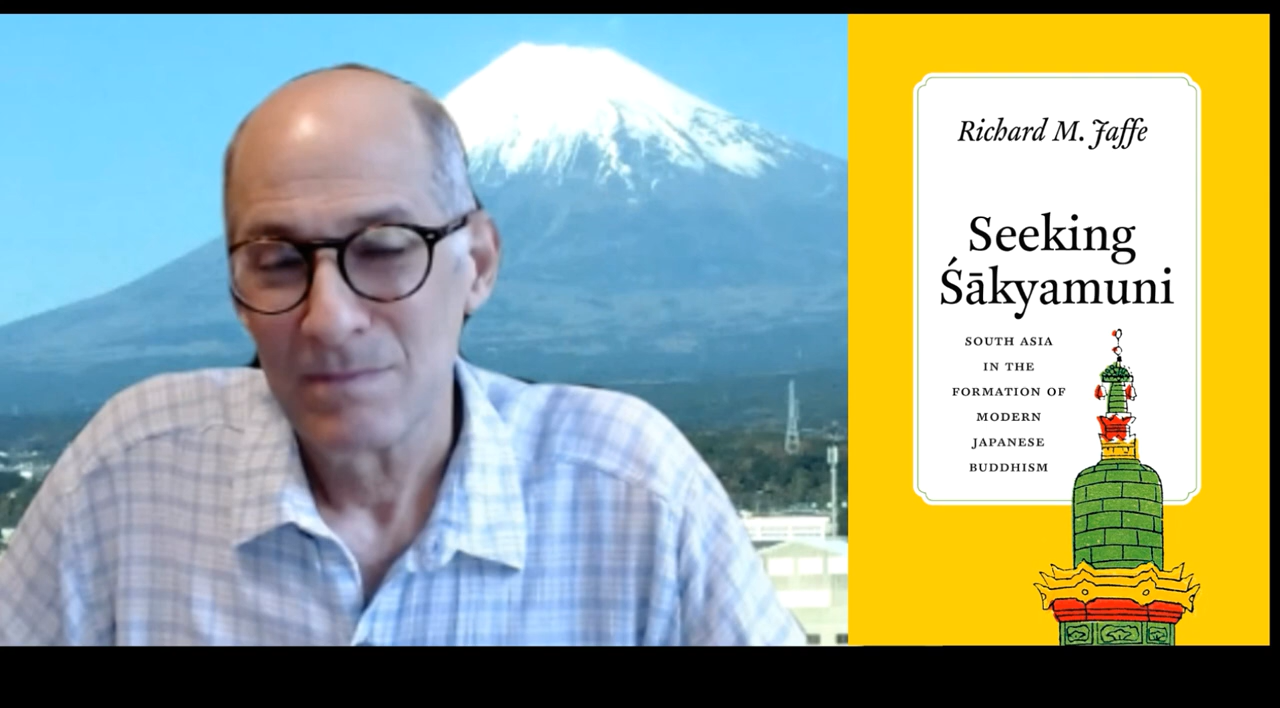 Richard M. Jaffe
Seeking
Śākyamuni
SOUTH ASIA
IN THE
FORMATION OF
MODERN
JAPANESE
BUDDHISM